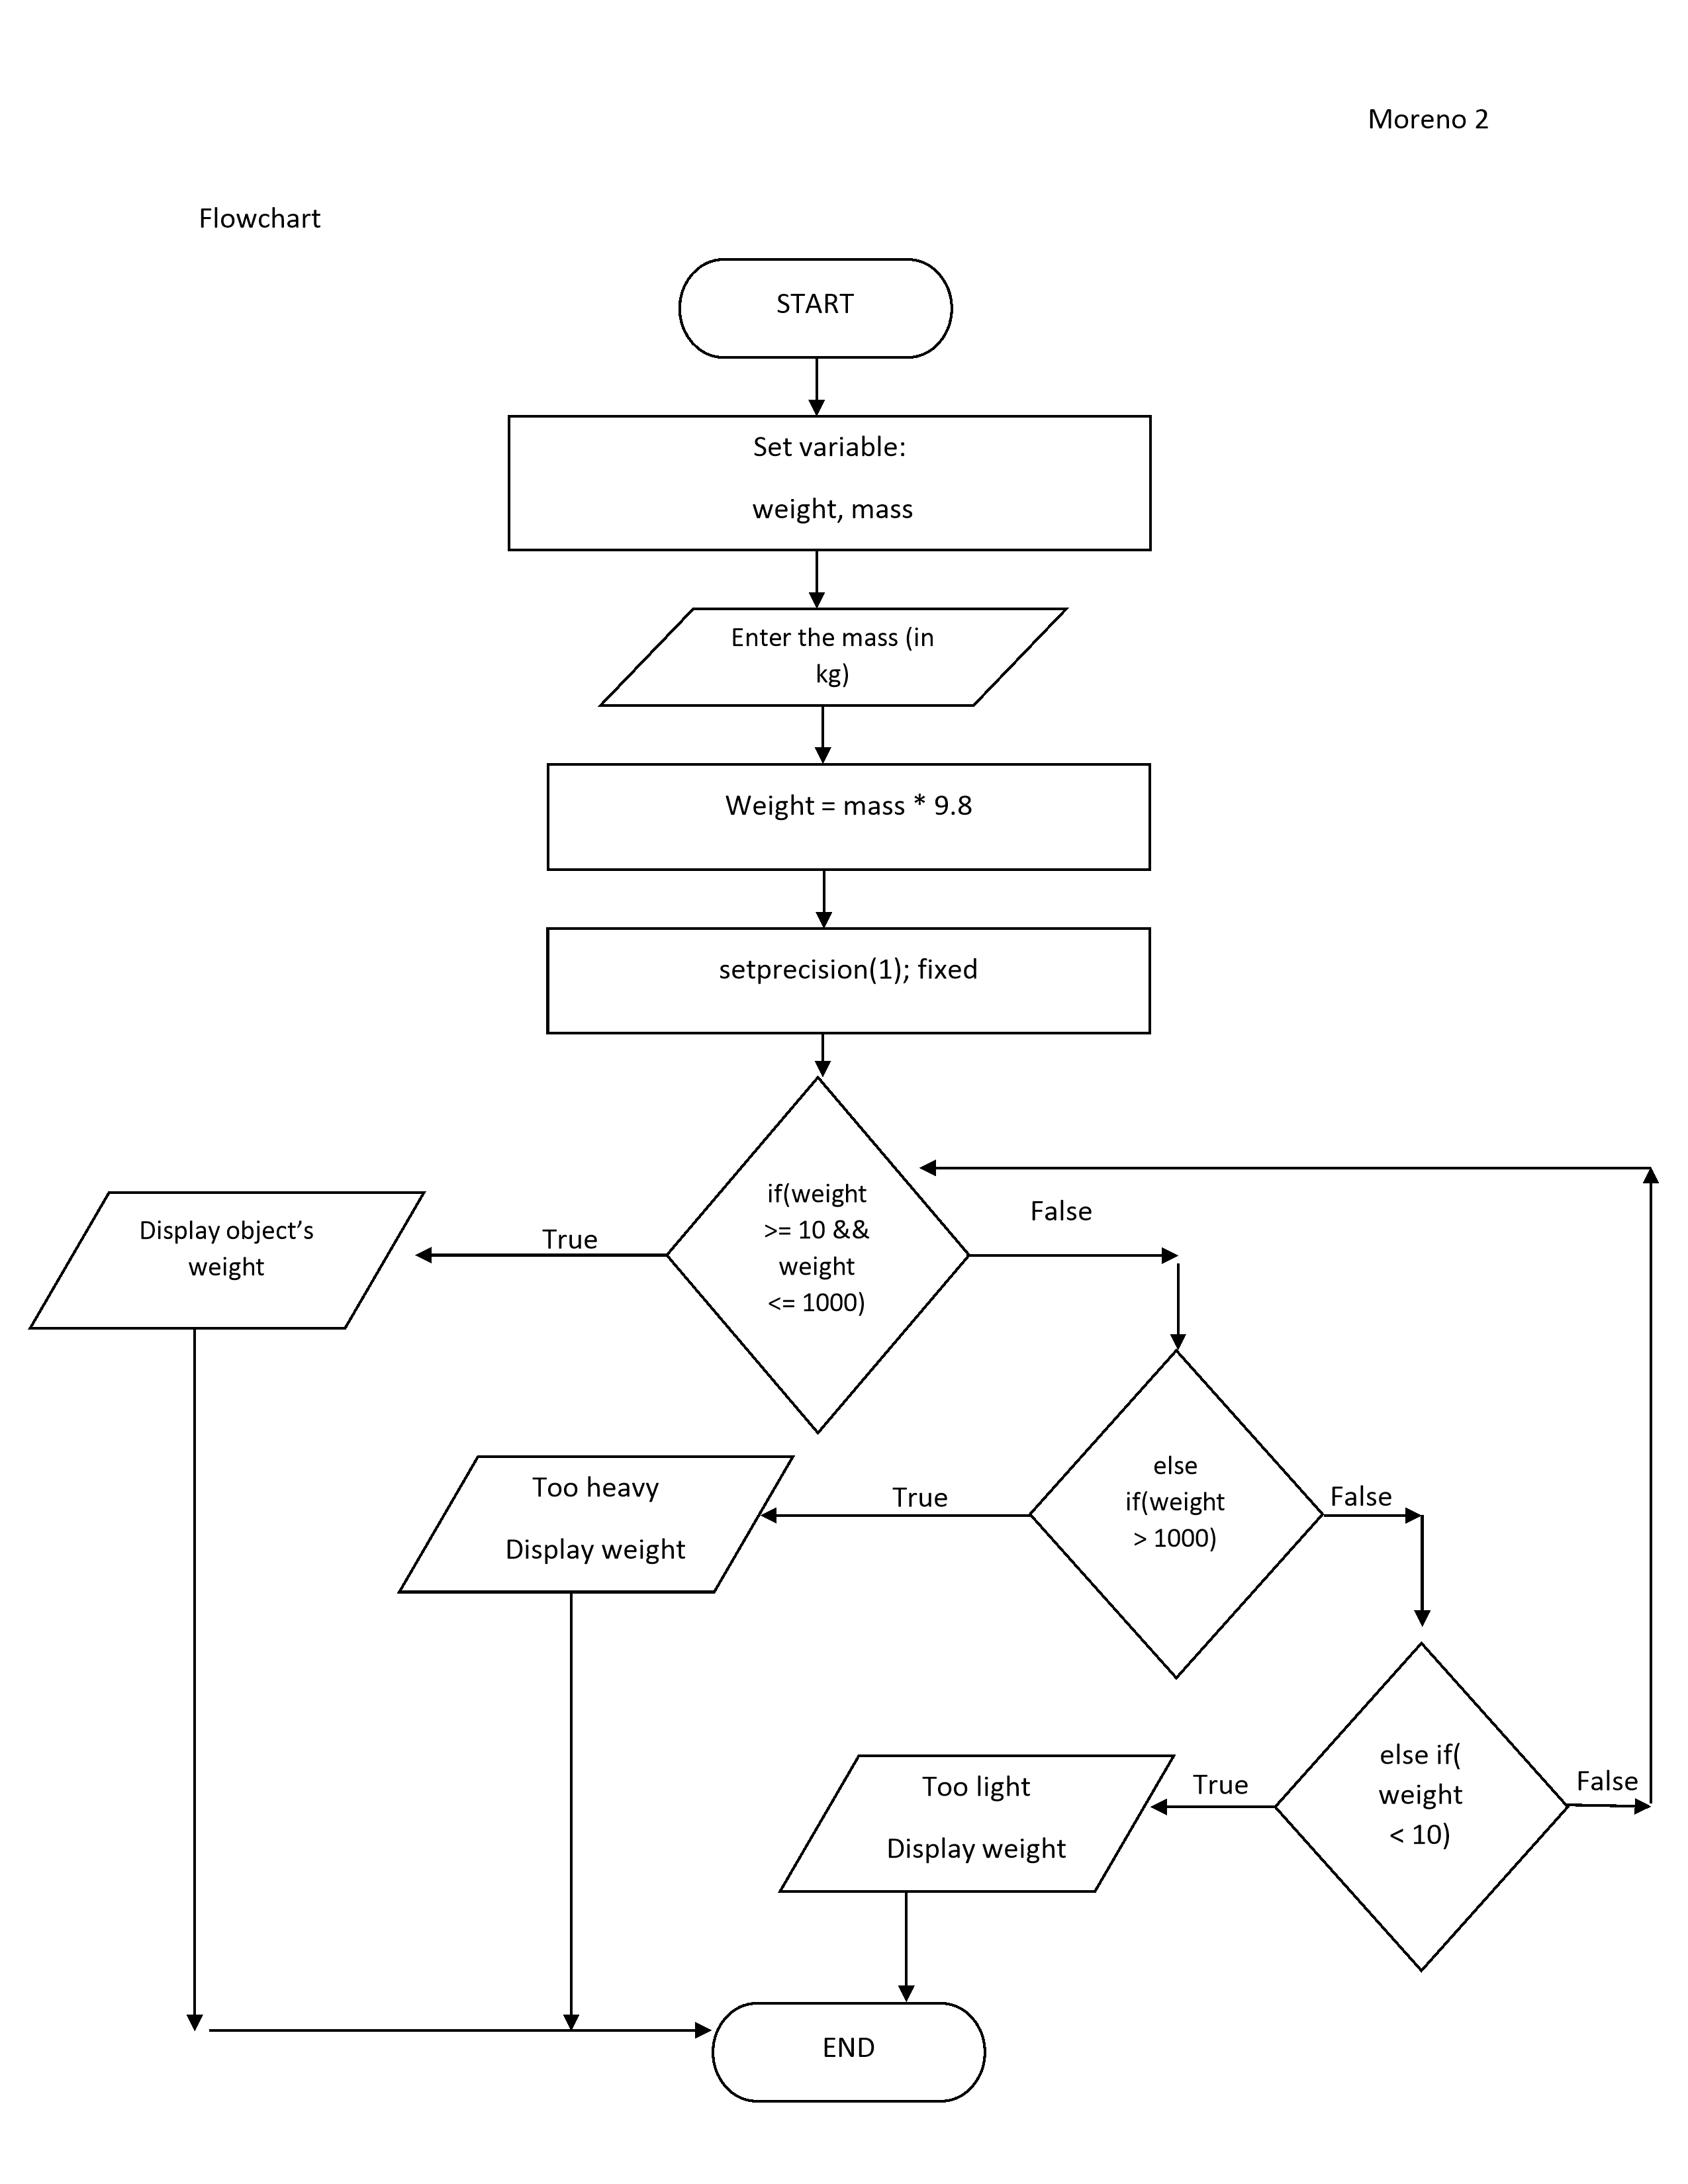 Moreno 2
Flowchart
START
Set variable:
weight, mass
Enter the mass (in
kg)
Weight = mass * 9.8
setprecision(1); fixed
if(weight
>= 10 &&
weight
<= 1000)
False
True
Display object’s
weight
else
if(weight
> 1000)
True
False
Too heavy
Display weight
else if(
weight
< 10)
True
False
Too light
Display weight
END